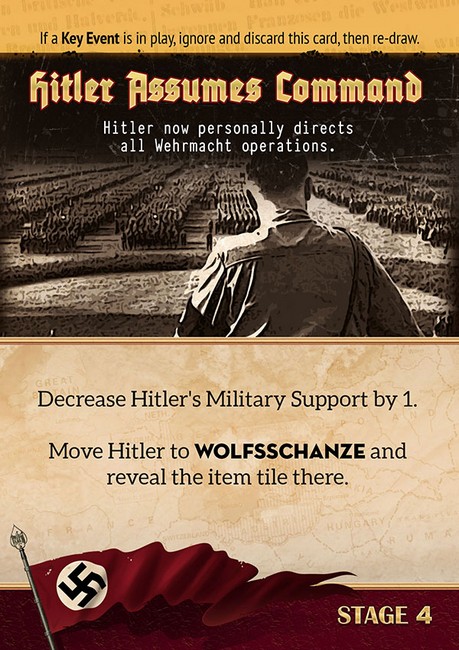 If a Key Event is in play, ignore and discard this card, then re-draw.
Hitler Assumes Command
Hitler now personally directs
all Wehrmacht operations.
Decrease Hitler's Military Support by 1.
Move Hitler to WOLFSSCHANZE and
reveal the item tile there.
STAGE 4